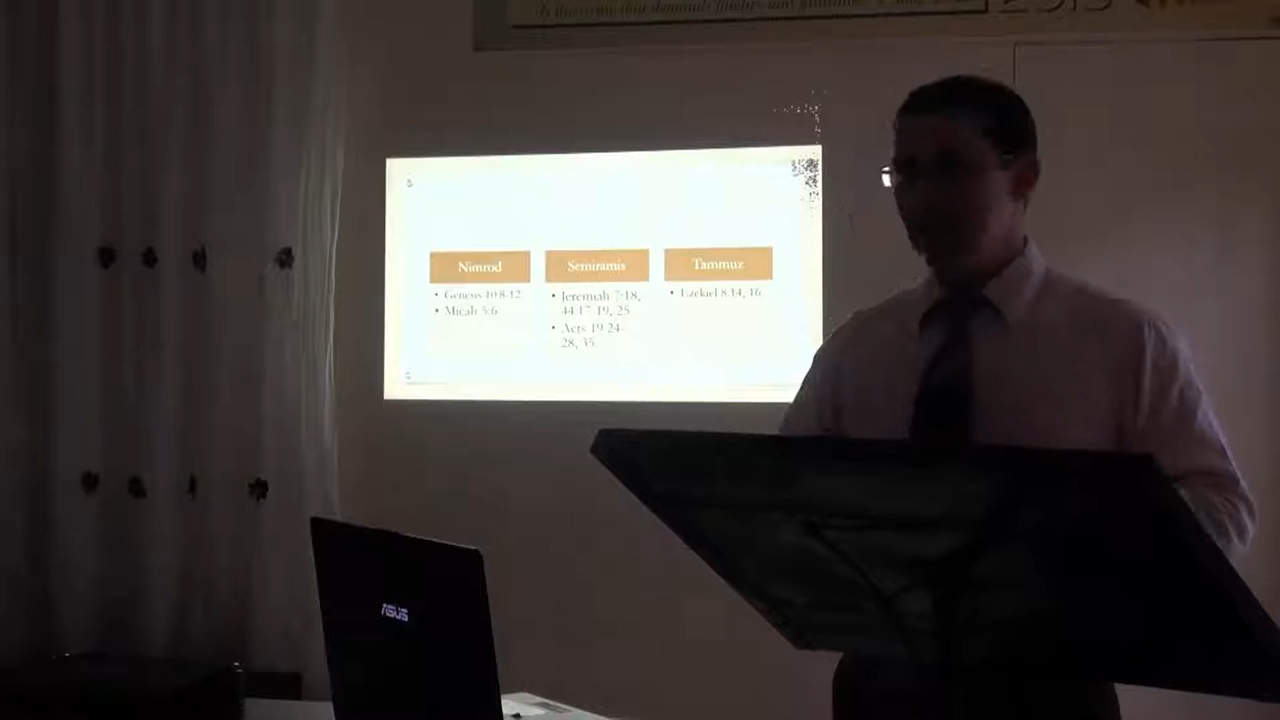 2015
Nimrod
• Genesis 10:8-12
• Micah 5:6
Semiramis
• Jeremiah 7:18,
44:17-19, 25
• Acts 19:24-
28, 35.
Tammuz
• Ezekiel 8:14, 16
ASUS